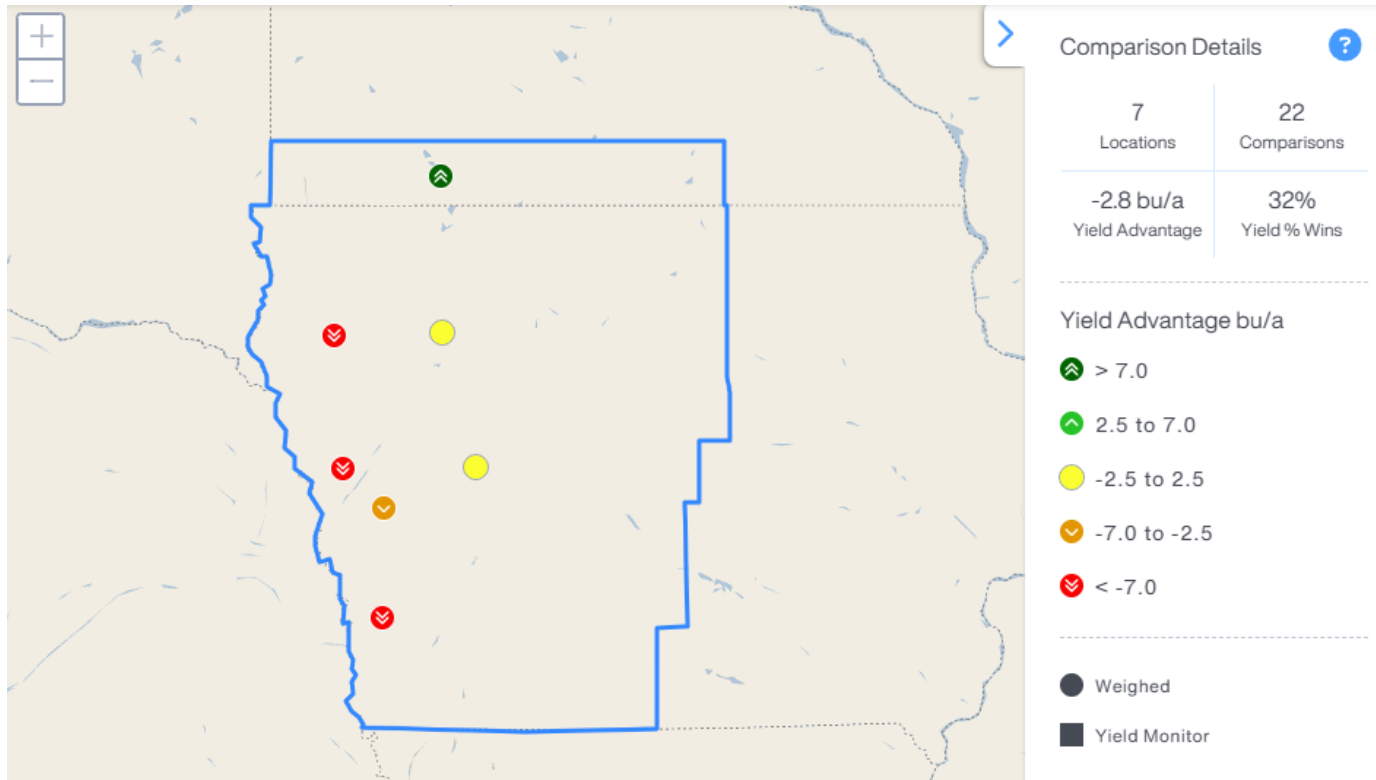 +
−
Comparison Details
?
7
22
Locations
Comparisons
-2.8 bu/a
32%
Yield Advantage
Yield % Wins
Yield Advantage bu/a
> 7.0
2.5 to 7.0
-2.5 to 2.5
-7.0 to -2.5
< -7.0
Weighed
Yield Monitor